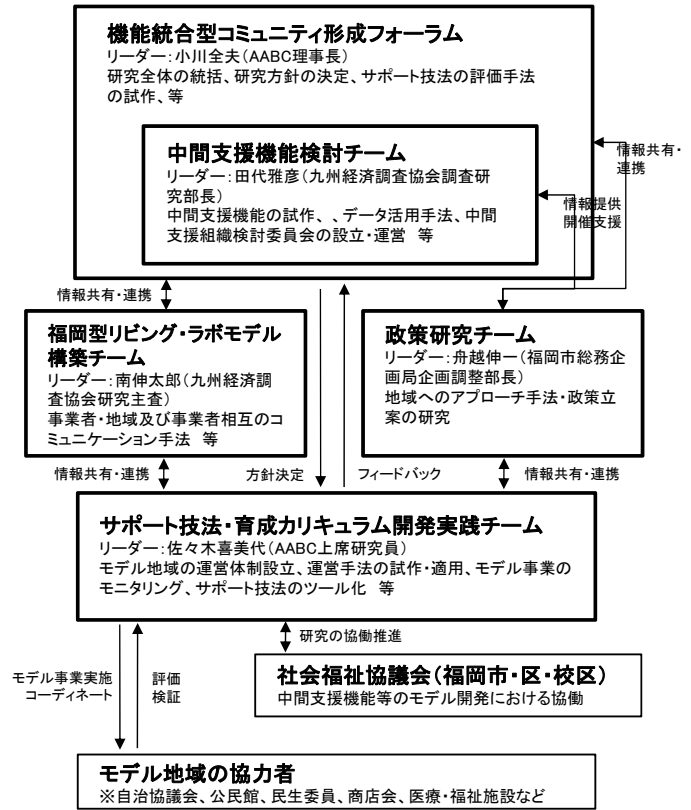 機能統合型コミュニティ形成フォーラム
リーダー：小川全夫（AABC理事長）
研究全体の統括、研究方針の決定、サポート技法の評価手法
の試作、等
中間支援機能検討チーム
リーダー：田代雅彦（九州経済調査協会調査研
究部長）
中間支援機能の試作、、データ活用手法、中間
支援組織検討委員会の設立・運営　等
情報共有・
連携
情報提供
開催支援
情報共有・連携
福岡型リビング・ラボモデル
構築チーム
リーダー：南伸太郎（九州経済調
査協会研究主査）
事業者・地域及び事業者相互のコ
ミュニケーション手法　等
政策研究チーム
リーダー：舟越伸一（福岡市総務企
画局企画調整部長）
地域へのアプローチ手法・政策立
案の研究
情報共有・連携
方針決定
フィードバック
情報共有・連携
サポート技法・育成カリキュラム開発実践チーム
リーダー：佐々木喜美代（AABC上席研究員）
モデル地域の運営体制設立、運営手法の試作・適用、モデル事業の
モニタリング、サポート技法のツール化　等
研究の協働推進
モデル事業実施
コーディネート
評価
検証
社会福祉協議会（福岡市・区・校区）
中間支援機能等のモデル開発における協働
モデル地域の協力者
※自治協議会、公民館、民生委員、商店会、医療・福祉施設など